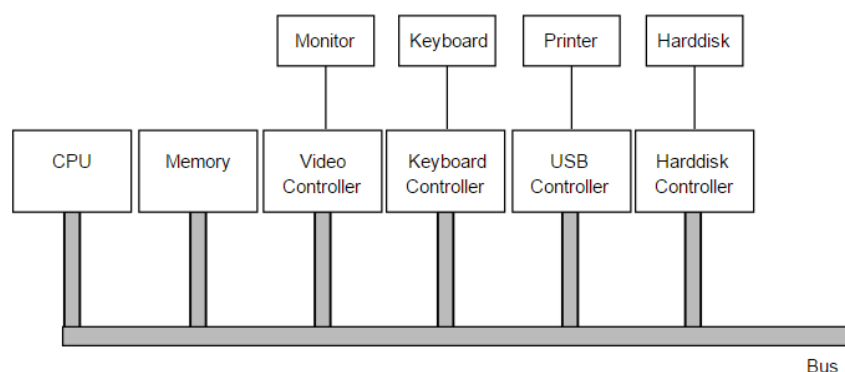 Monitor
Keyboard
Printer
Harddisk
CPU
Memory
Video
Controller
Keyboard
Controller
USB
Controller
Harddisk
Controller
Bus